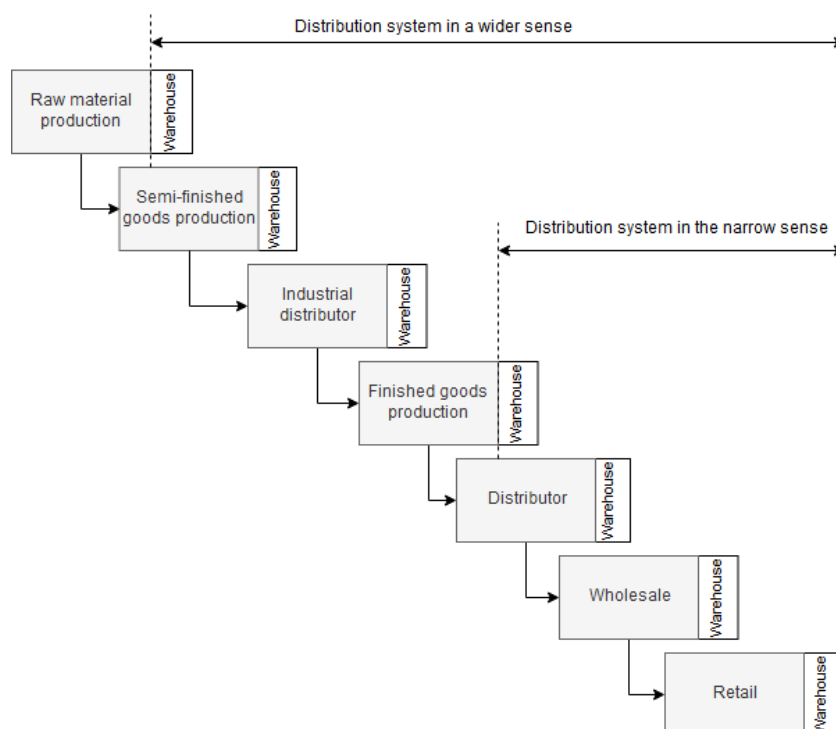 Distribution system in a wider sense
Raw material
production
Warehouse
Semi-finished
goods production
Warehouse
Distribution system in the narrow sense
Industrial
distributor
Warehouse
Finished goods
production
Warehouse
Distributor
Warehouse
Wholesale
Warehouse
Retail
Warehouse